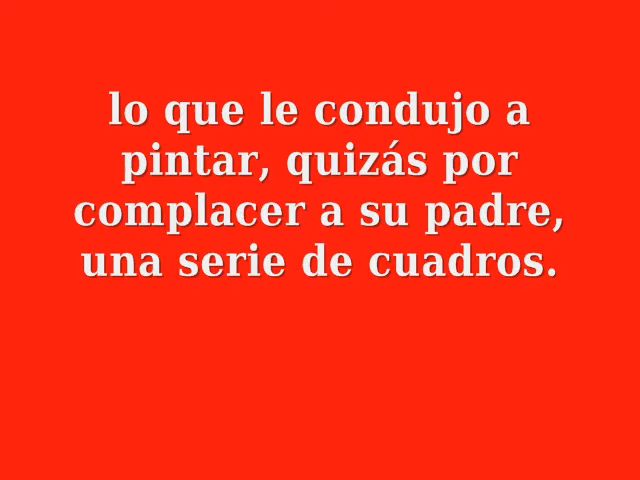 lo que le condujo a
pintar, quizás por
complacer a su padre,
una serie de cuadros.